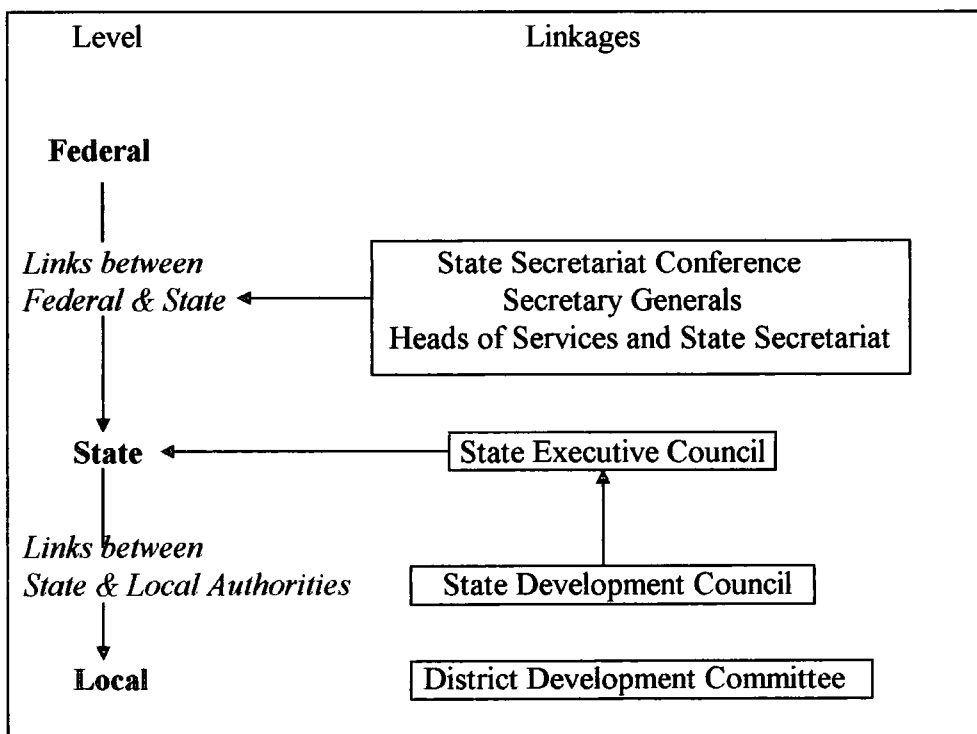 Level
Linkages
Federal
Links between
Federal & State
State Secretariat Conference
Secretary Generals
Heads of Services and State Secretariat
State
State Executive Council
Links between
State & Local Authorities
State Development Council
Local
District Development Committee